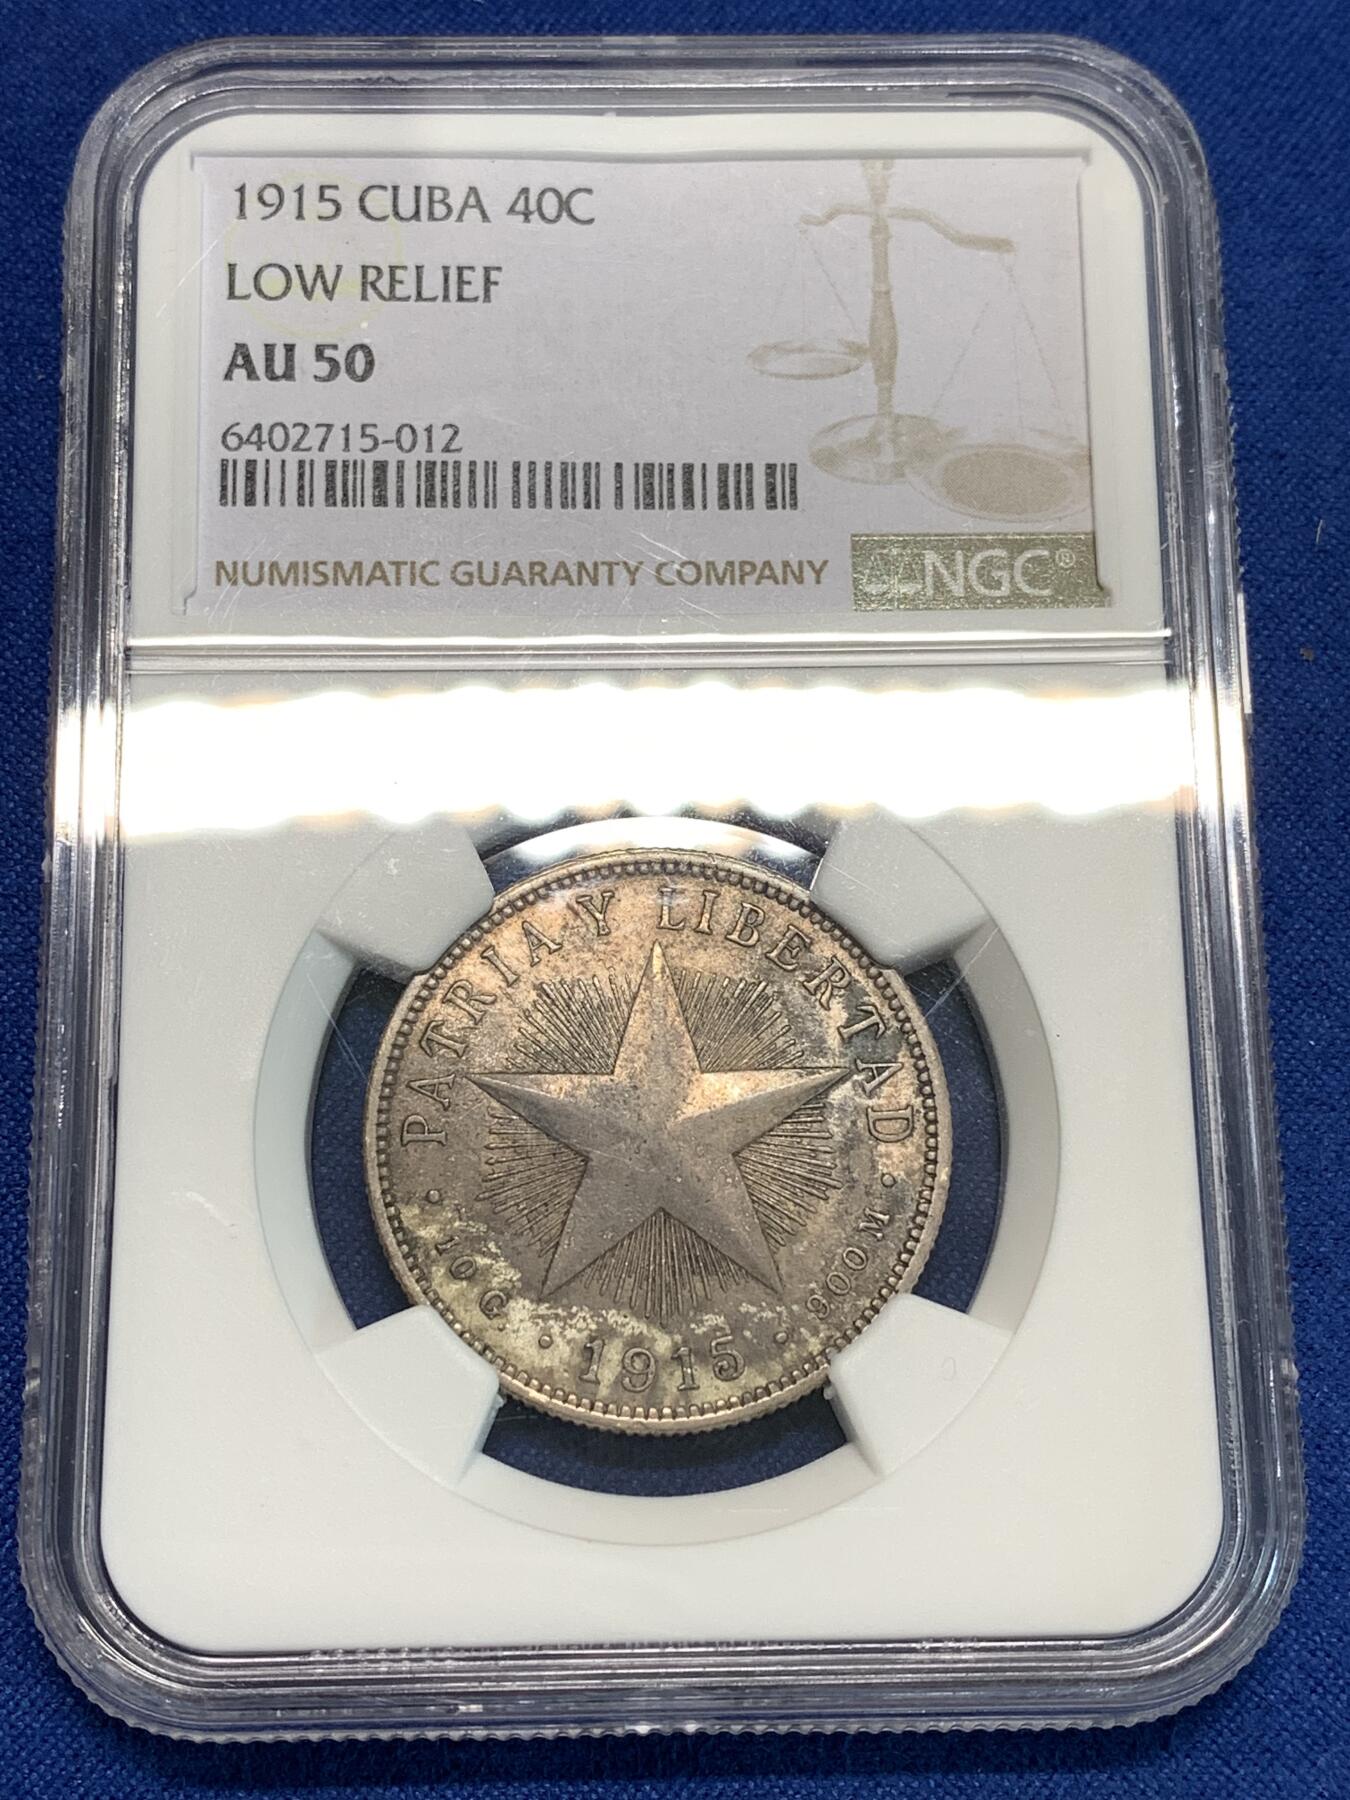 1915 CUBA 40C
LOW RELIEF
AU 50
6402715-012
NUMISMATIC GUARANTY COMPANY
NGC®
PATRIA Y LIBERTAD
· 10 G. · 1915 · 900 M ·